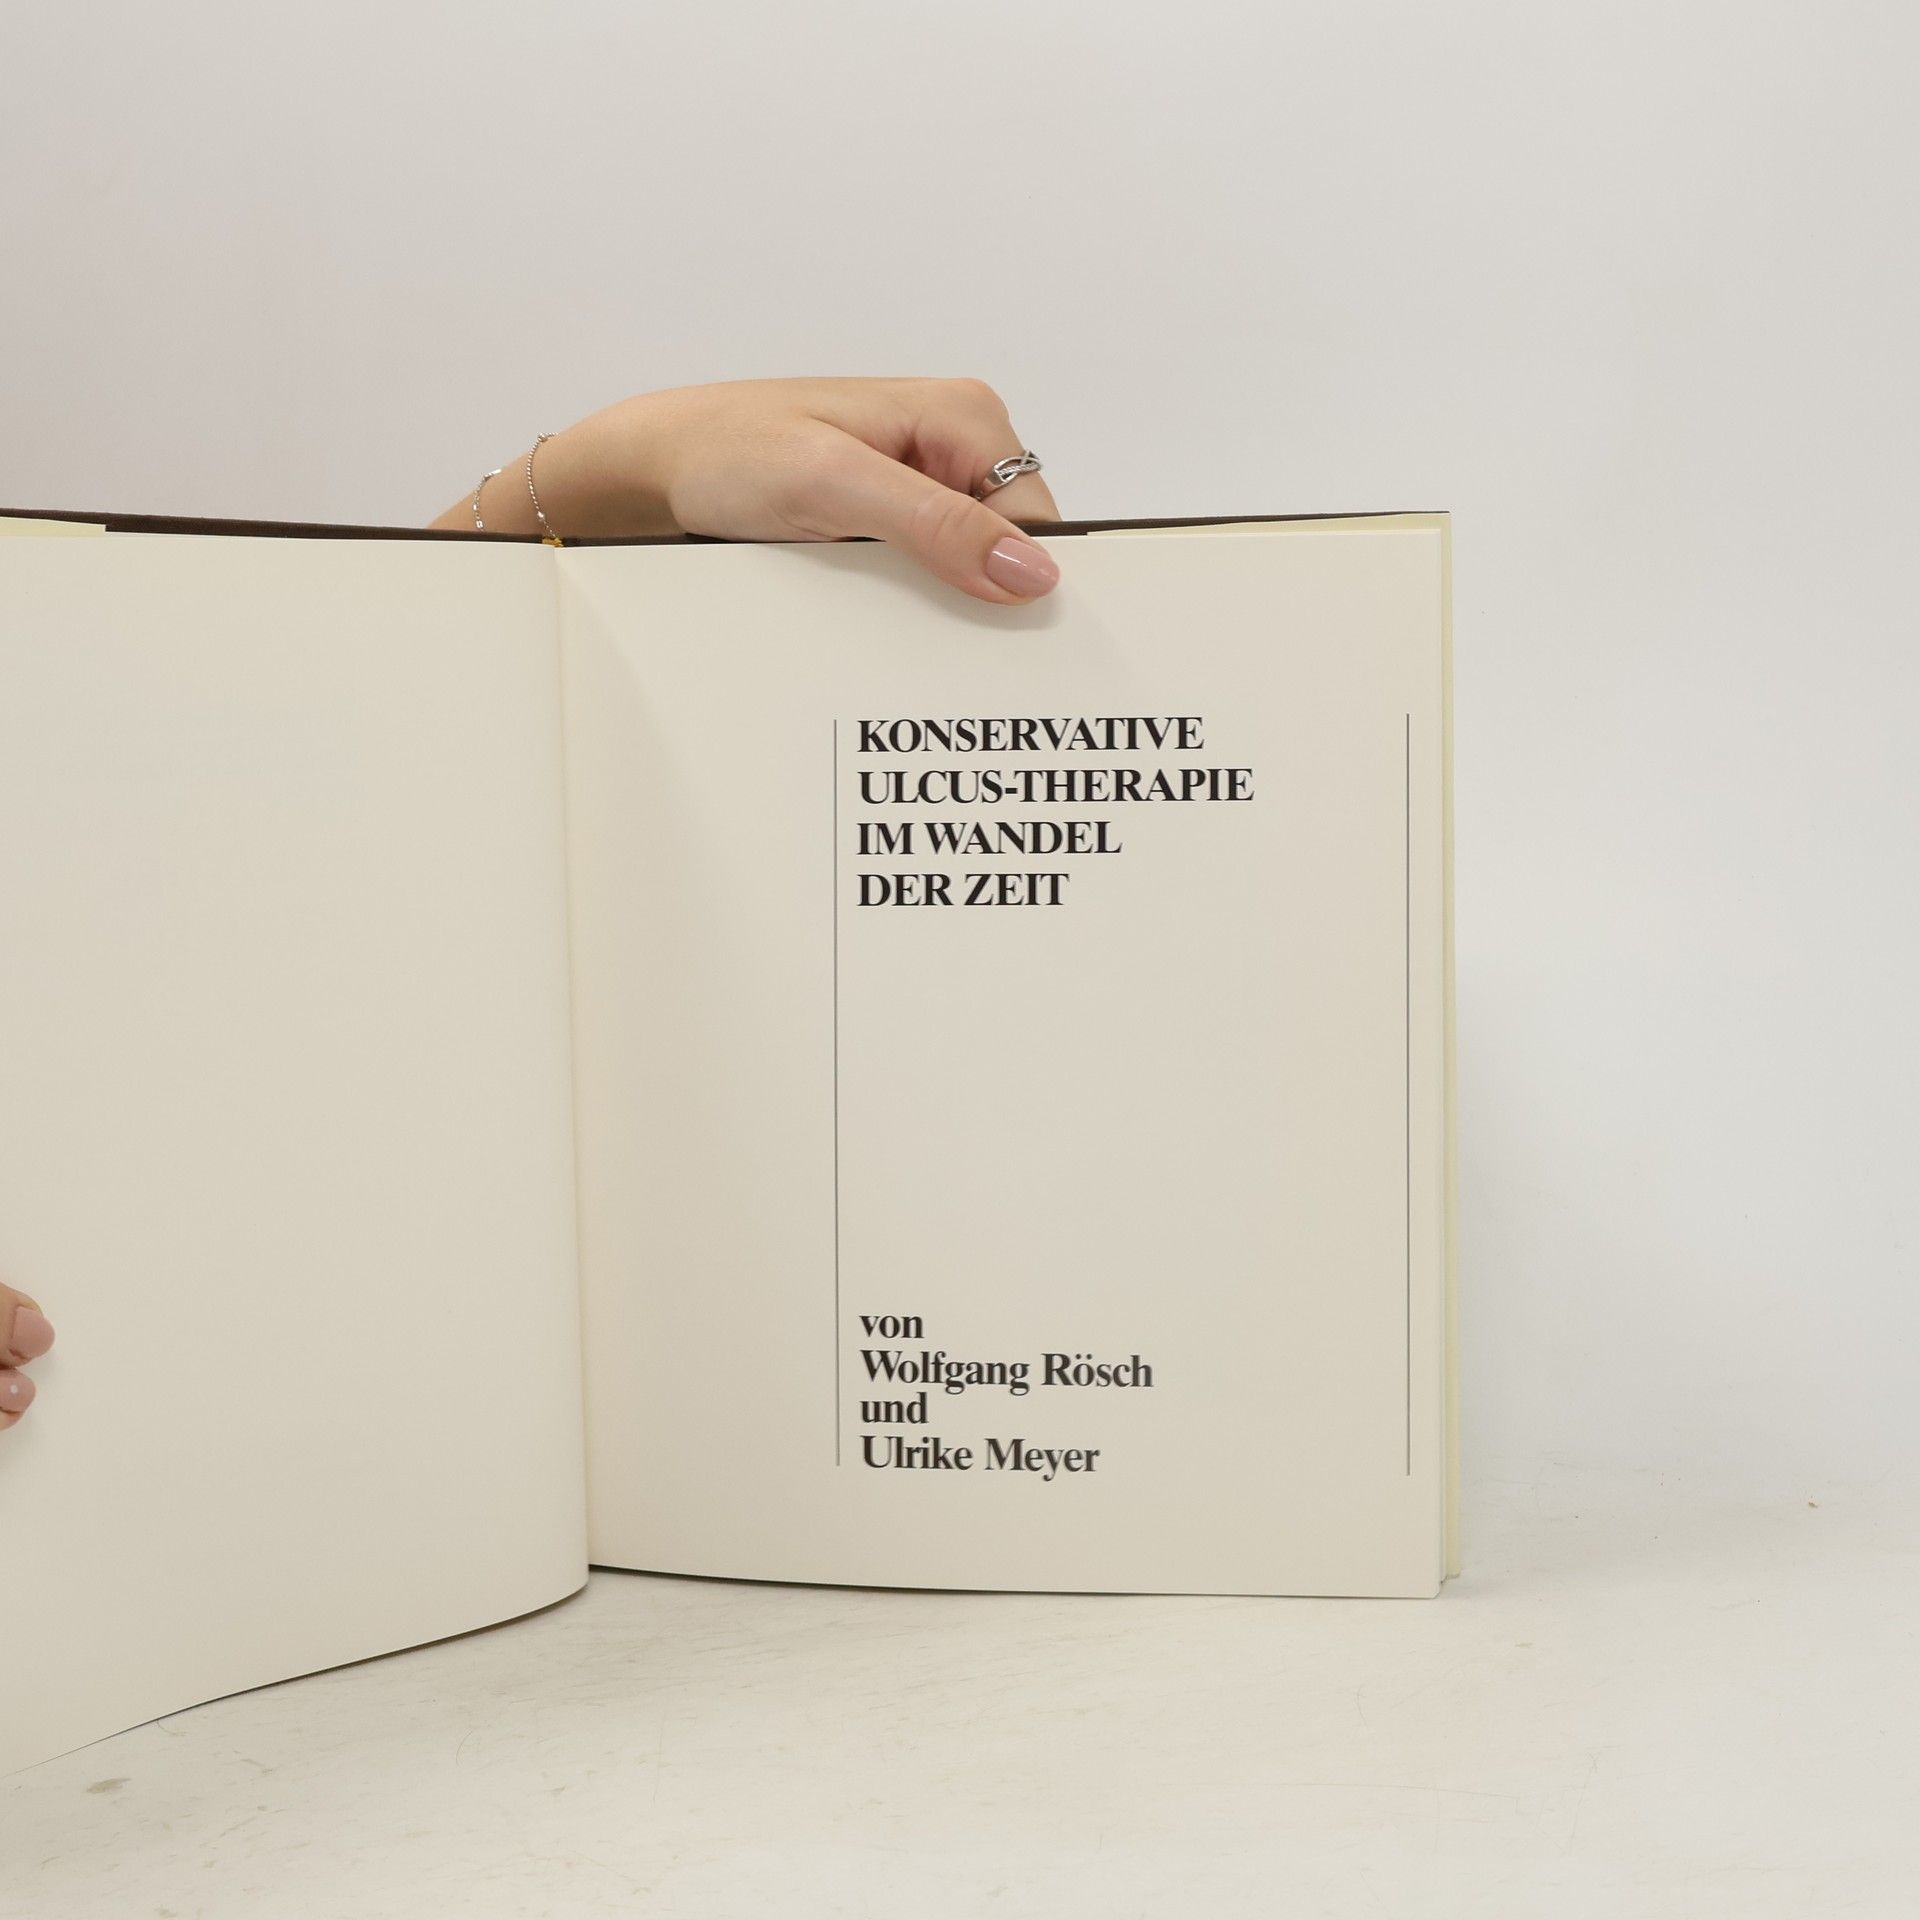 KONSERVATIVE
ULCUS-THERAPIE
IM WANDEL
DER ZEIT
von
Wolfgang Rösch
und
Ulrike Meyer